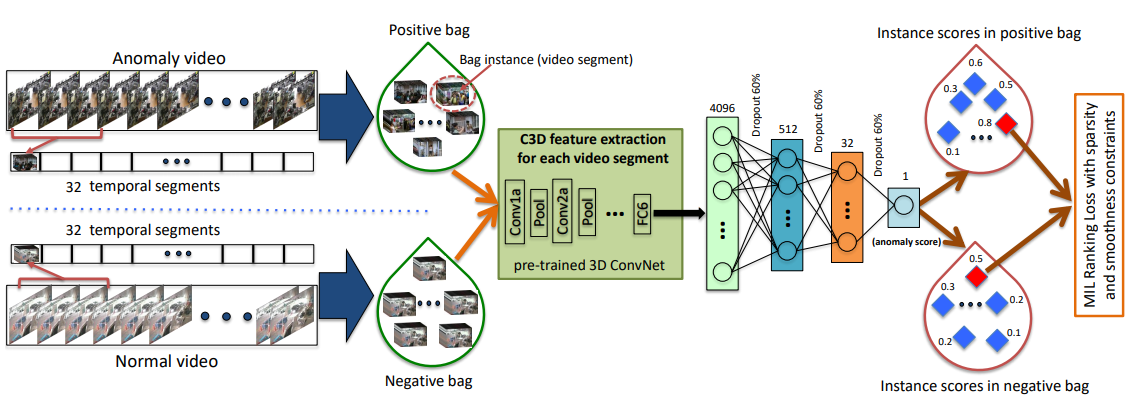 Anomaly video
32 temporal segments
32 temporal segments
Normal video
Positive bag
Bag instance (video segment)
Negative bag
C3D feature extraction
for each video segment
Conv1a
Pool
Conv2a
Pool
FC6
pre-trained 3D ConvNet
4096
Dropout 60%
512
Dropout 60%
32
Dropout 60%
1
(anomaly score)
Instance scores in positive bag
0.6
0.3
0.5
0.8
0.1
0.5
0.3
0.2
0.2
0.1
Instance scores in negative bag
MIL Ranking Loss with sparsity
and smoothness constraints